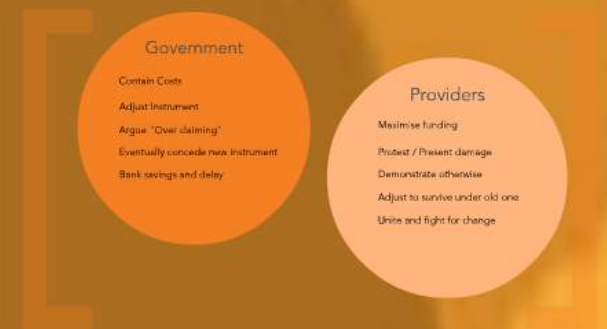 Government
Contain Costs
Adjust Instrument
Argue "Over claiming"
Eventually concede new instrument
Bank savings and delay
Providers
Maximise funding
Protest / Present damage
Demonstrate otherwise
Adjust to survive under old one
Unite and fight for change